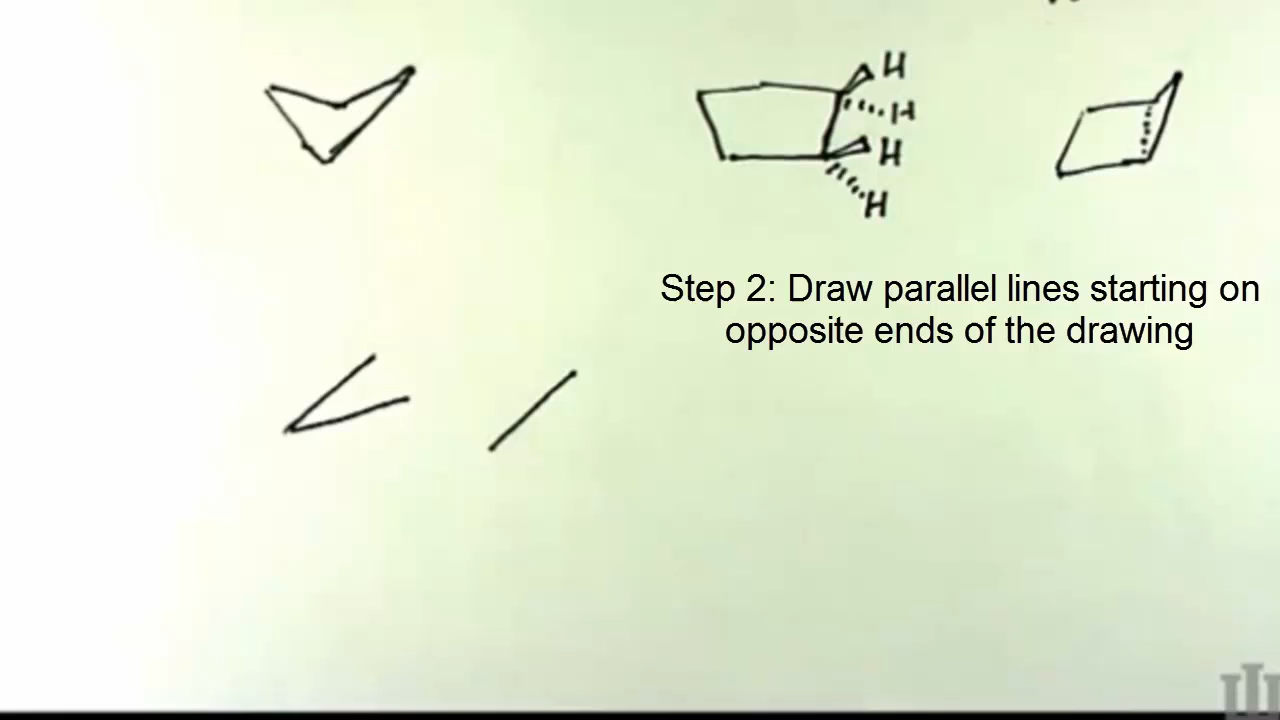 H
H
H
H
Step 2: Draw parallel lines starting on
opposite ends of the drawing